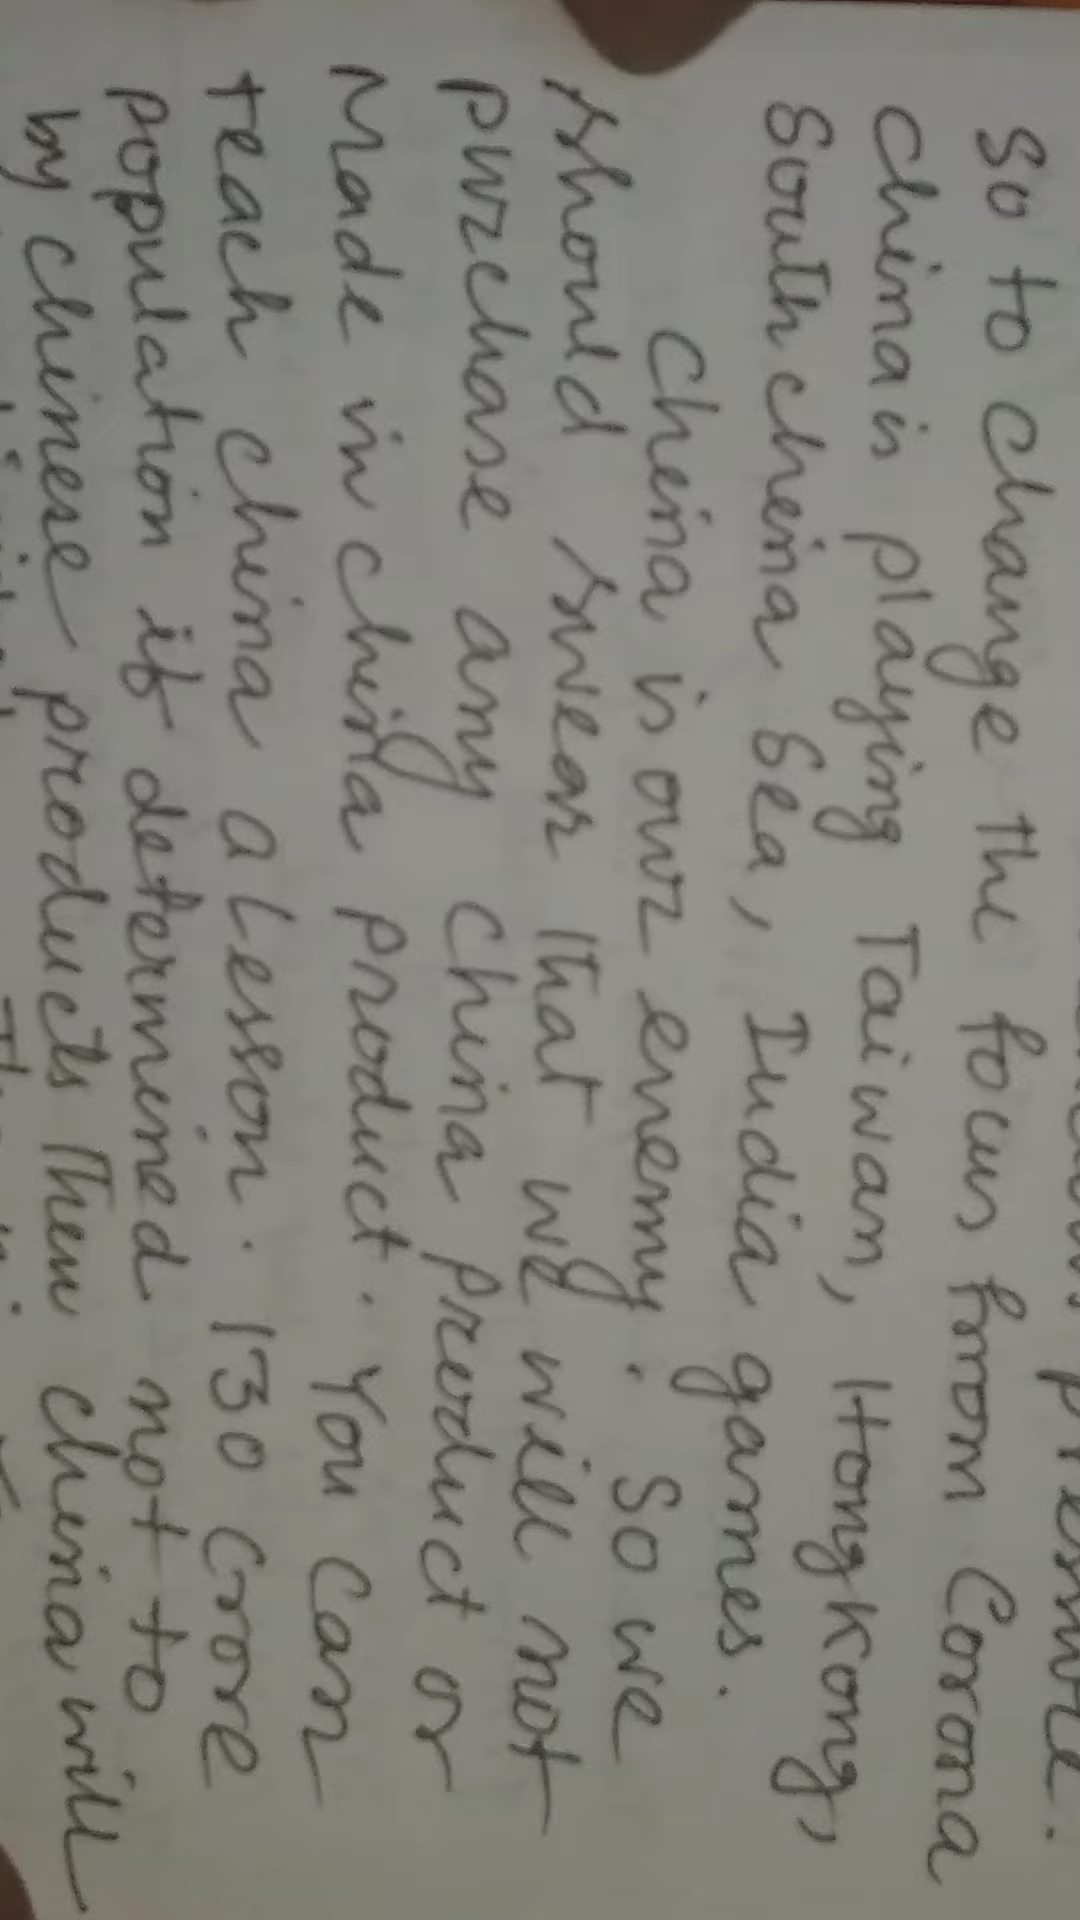 pressure.
So to change the focus from Corona
China is playing Taiwan, Hongkong,
South china Sea, India games.
China is our enemy. So we
should swear that we will not
purchase any China product or
Made in china product. You can
teach china a lesson. 130 Crore
population if determined not to
by chinese products then china will